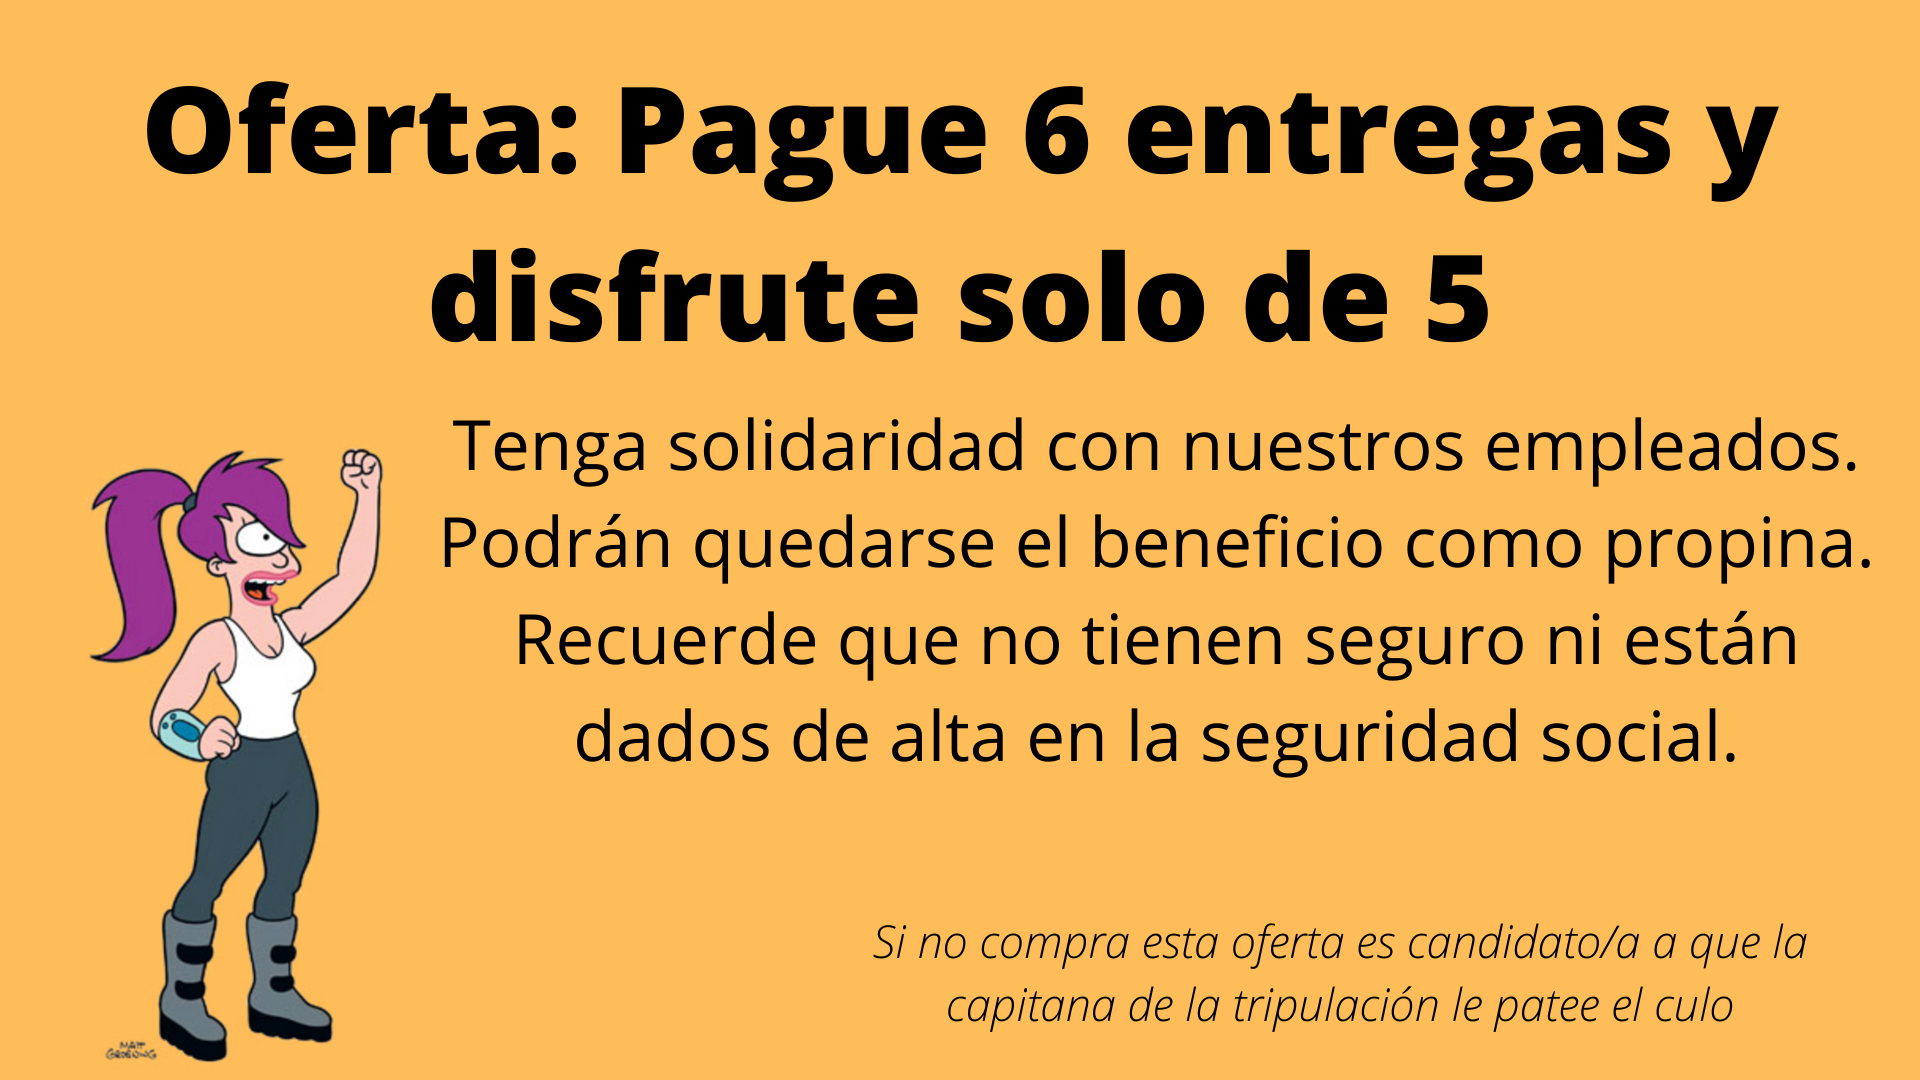 Oferta: Pague 6 entregas y
disfrute solo de 5
Tenga solidaridad con nuestros empleados.
Podrán quedarse el beneficio como propina.
Recuerde que no tienen seguro ni están
dados de alta en la seguridad social.
Si no compra esta oferta es candidato/a a que la
capitana de la tripulación le patee el culo
MATT
GROENING